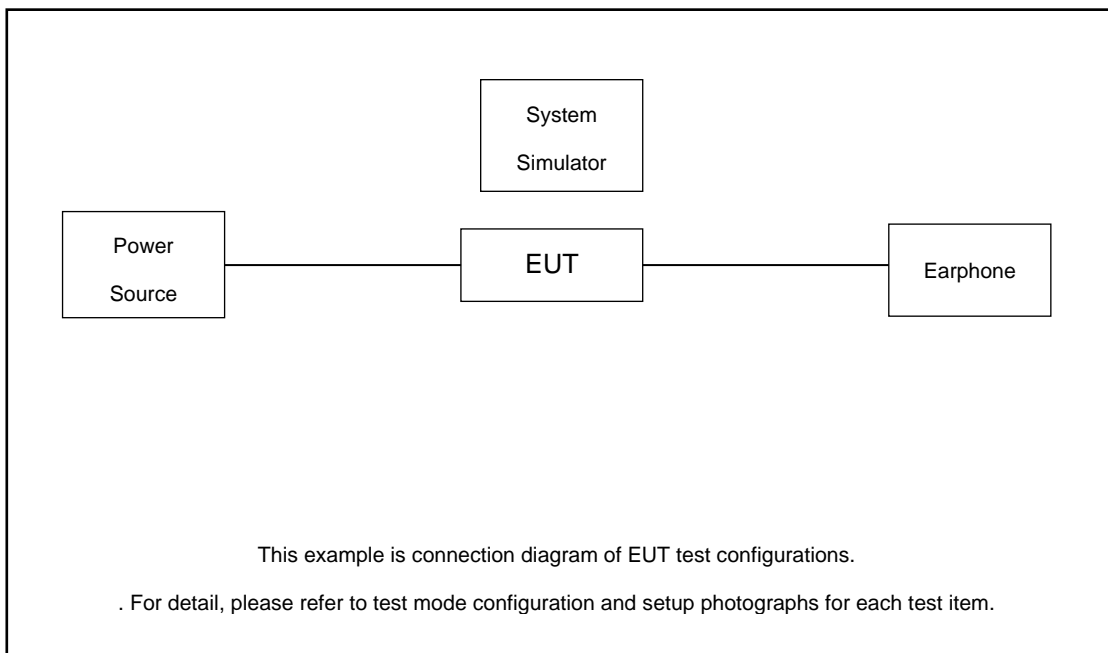 System
Simulator
Power
Source
EUT
Earphone
This example is connection diagram of EUT test configurations.
. For detail, please refer to test mode configuration and setup photographs for each test item.